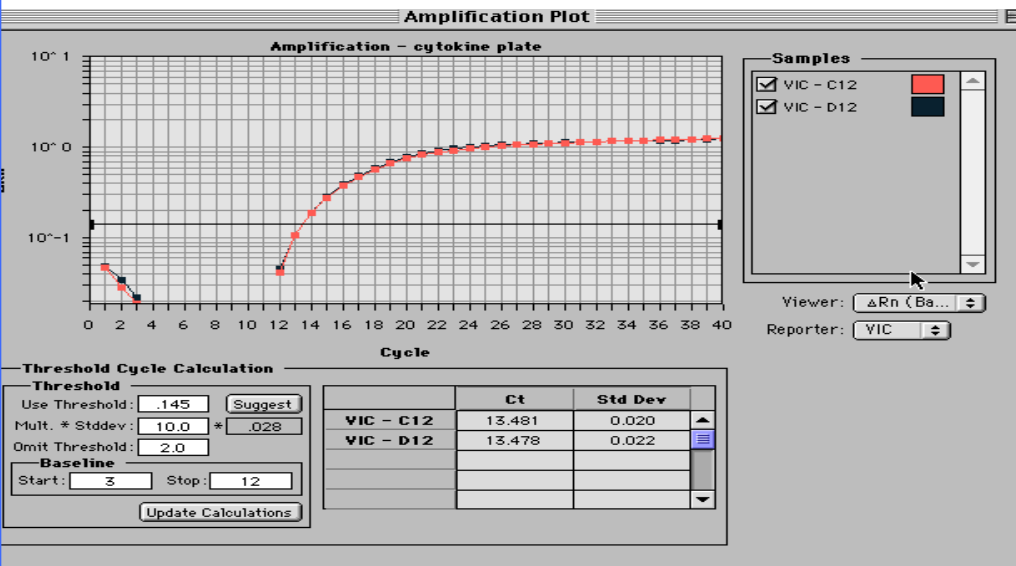 Amplification Plot
Amplification - cytokine plate
10^ 1
10^ 0
10^-1
0 2 4 6 8 10 12 14 16 18 20 22 24 26 28 30 32 34 36 38 40
Cycle
Samples
VIC - C12
VIC - D12
Viewer: ΔRn (Ba...
Reporter: VIC
Threshold Cycle Calculation
Threshold
Use Threshold: .145 Suggest
Mult. * Stddev: 10.0 * .028
Omit Threshold: 2.0
Baseline
Start: 3 Stop: 12
Update Calculations
Ct Std Dev
VIC - C12 13.481 0.020
VIC - D12 13.478 0.022